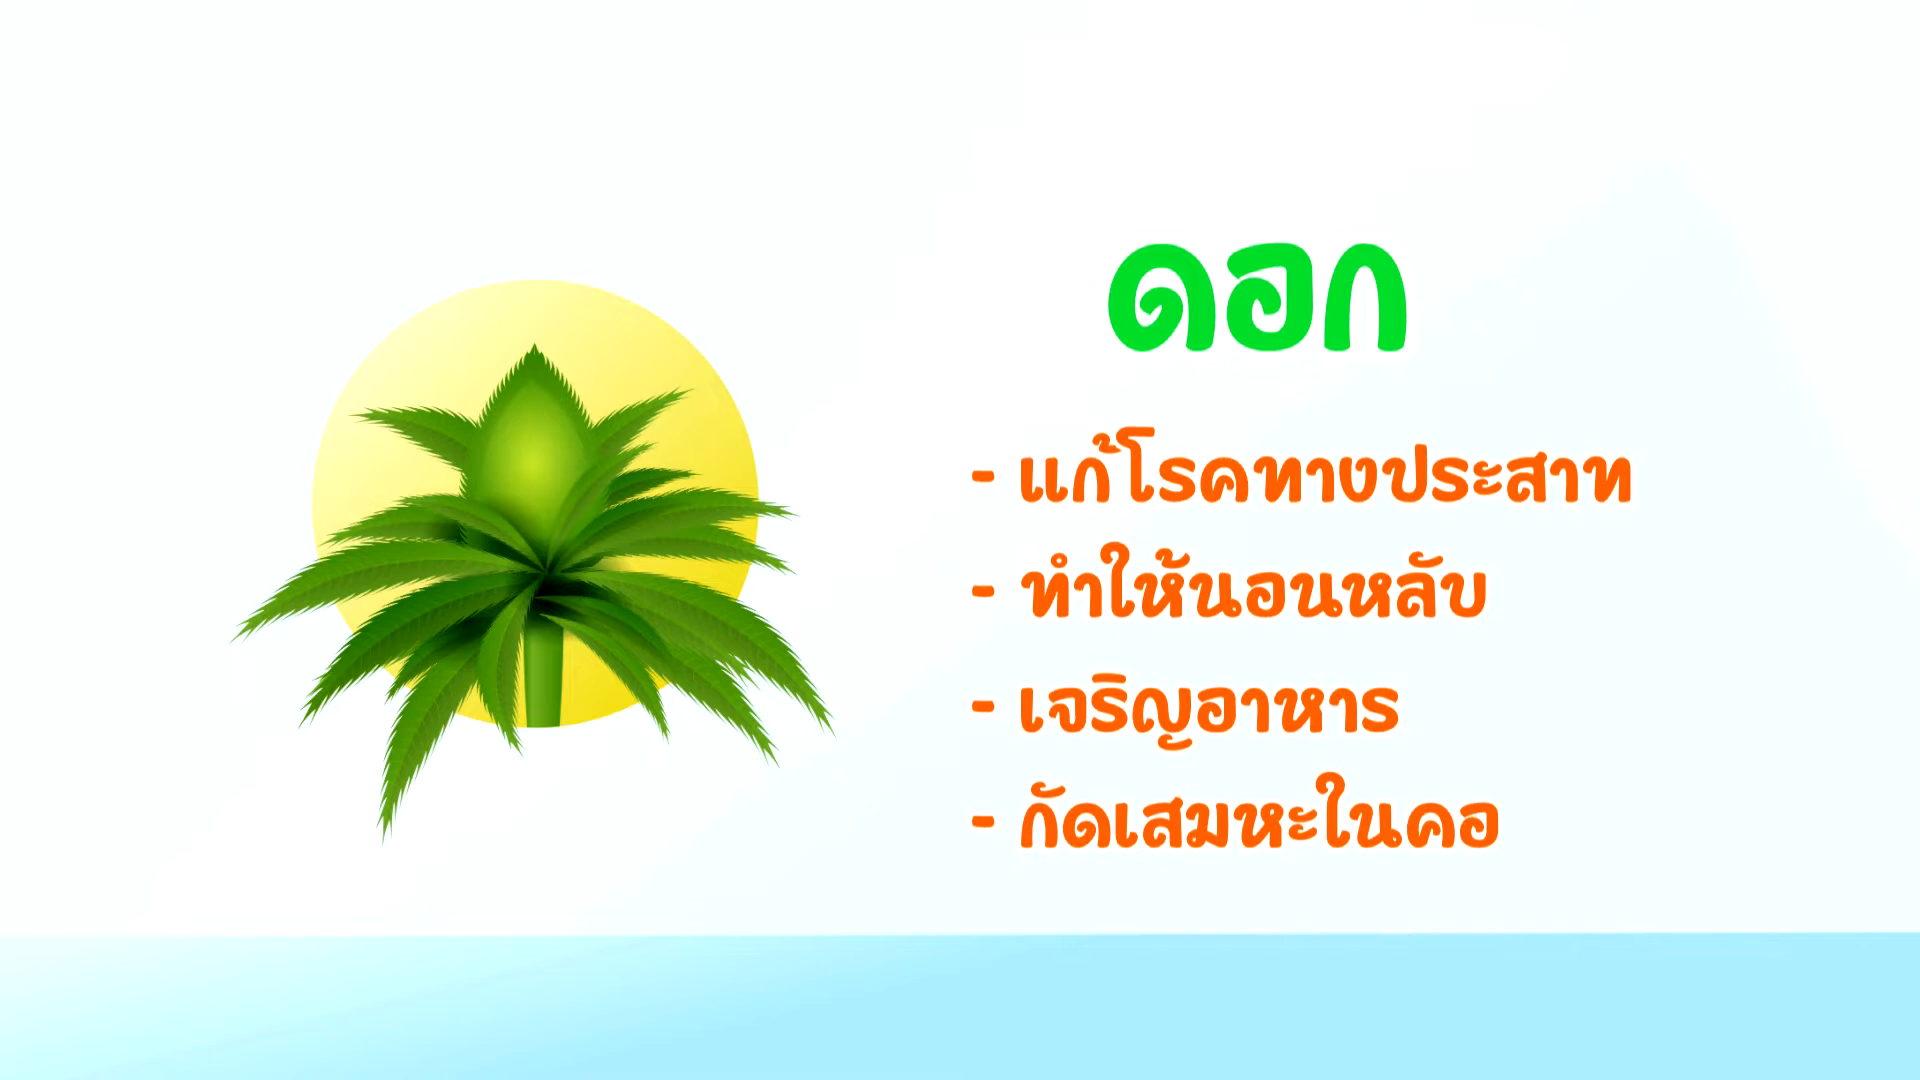 ดอก
- แก้โรคทางประสาท
- ทำให้นอนหลับ
- เจริญอาหาร
- กัดเสมหะในคอ